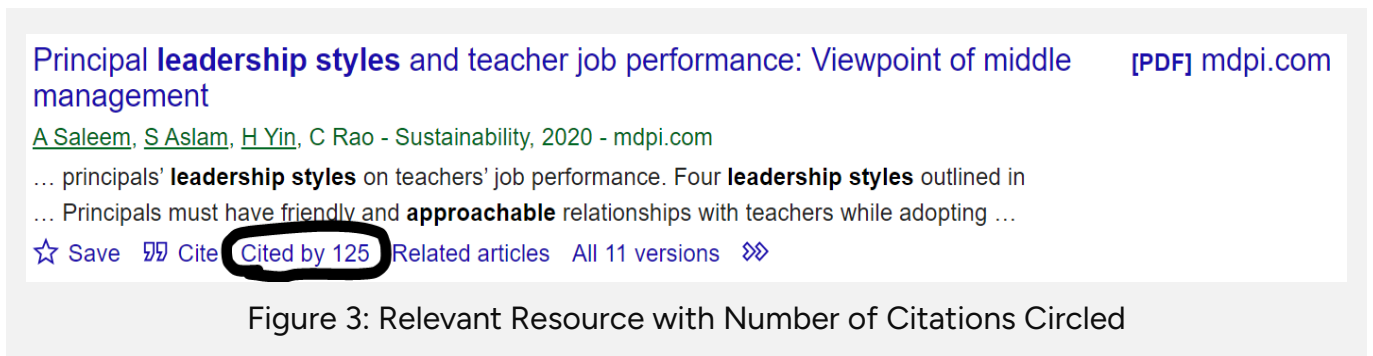 Principal leadership styles and teacher job performance: Viewpoint of middle [PDF] mdpi.com
management
A Saleem, S Aslam, H Yin, C Rao - Sustainability, 2020 - mdpi.com
… principals’ leadership styles on teachers’ job performance. Four leadership styles outlined in
… Principals must have friendly and approachable relationships with teachers while adopting …
Save Cite Cited by 125 Related articles All 11 versions
Figure 3: Relevant Resource with Number of Citations Circled